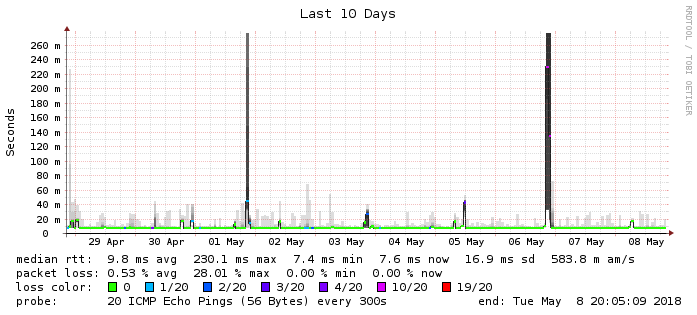 Last 10 Days
RRDTOOL / TOBI OETIKER
Seconds
260 m
240 m
220 m
200 m
180 m
160 m
140 m
120 m
100 m
80 m
60 m
40 m
20 m
0
29 Apr 30 Apr 01 May 02 May 03 May 04 May 05 May 06 May 07 May 08 May
median rtt: 9.8 ms avg 230.1 ms max 7.4 ms min 7.6 ms now 16.9 ms sd 583.8 m am/s
packet loss: 0.53 % avg 28.01 % max 0.00 % min 0.00 % now
loss color: 0 1/20 2/20 3/20 4/20 10/20 19/20
probe: 20 ICMP Echo Pings (56 Bytes) every 300s end: Tue May 8 20:05:09 2018